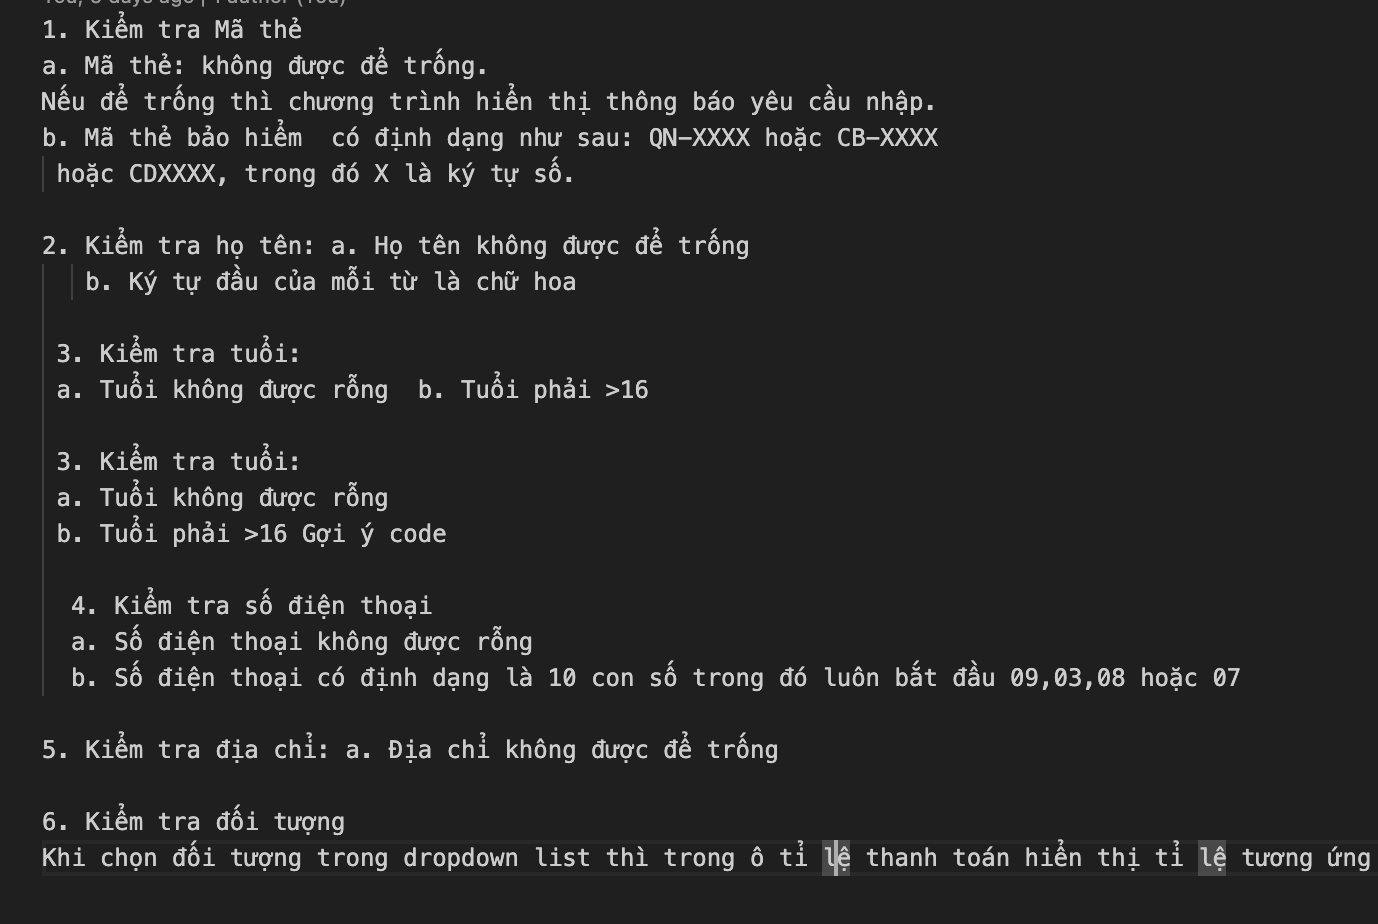 1. Kiểm tra Mã thẻ
a. Mã thẻ: không được để trống.
Nếu để trống thì chương trình hiển thị thông báo yêu cầu nhập.
b. Mã thẻ bảo hiểm  có định dạng như sau: QN-XXXX hoặc CB-XXXX
hoặc CDXXXX, trong đó X là ký tự số.
2. Kiểm tra họ tên: a. Họ tên không được để trống
b. Ký tự đầu của mỗi từ là chữ hoa
3. Kiểm tra tuổi:
a. Tuổi không được rỗng  b. Tuổi phải >16
3. Kiểm tra tuổi:
a. Tuổi không được rỗng
b. Tuổi phải >16 Gợi ý code
4. Kiểm tra số điện thoại
a. Số điện thoại không được rỗng
b. Số điện thoại có định dạng là 10 con số trong đó luôn bắt đầu 09,03,08 hoặc 07
5. Kiểm tra địa chỉ: a. Địa chỉ không được để trống
6. Kiểm tra đối tượng
Khi chọn đối tượng trong dropdown list thì trong ô tỉ lệ thanh toán hiển thị tỉ lệ tương ứng